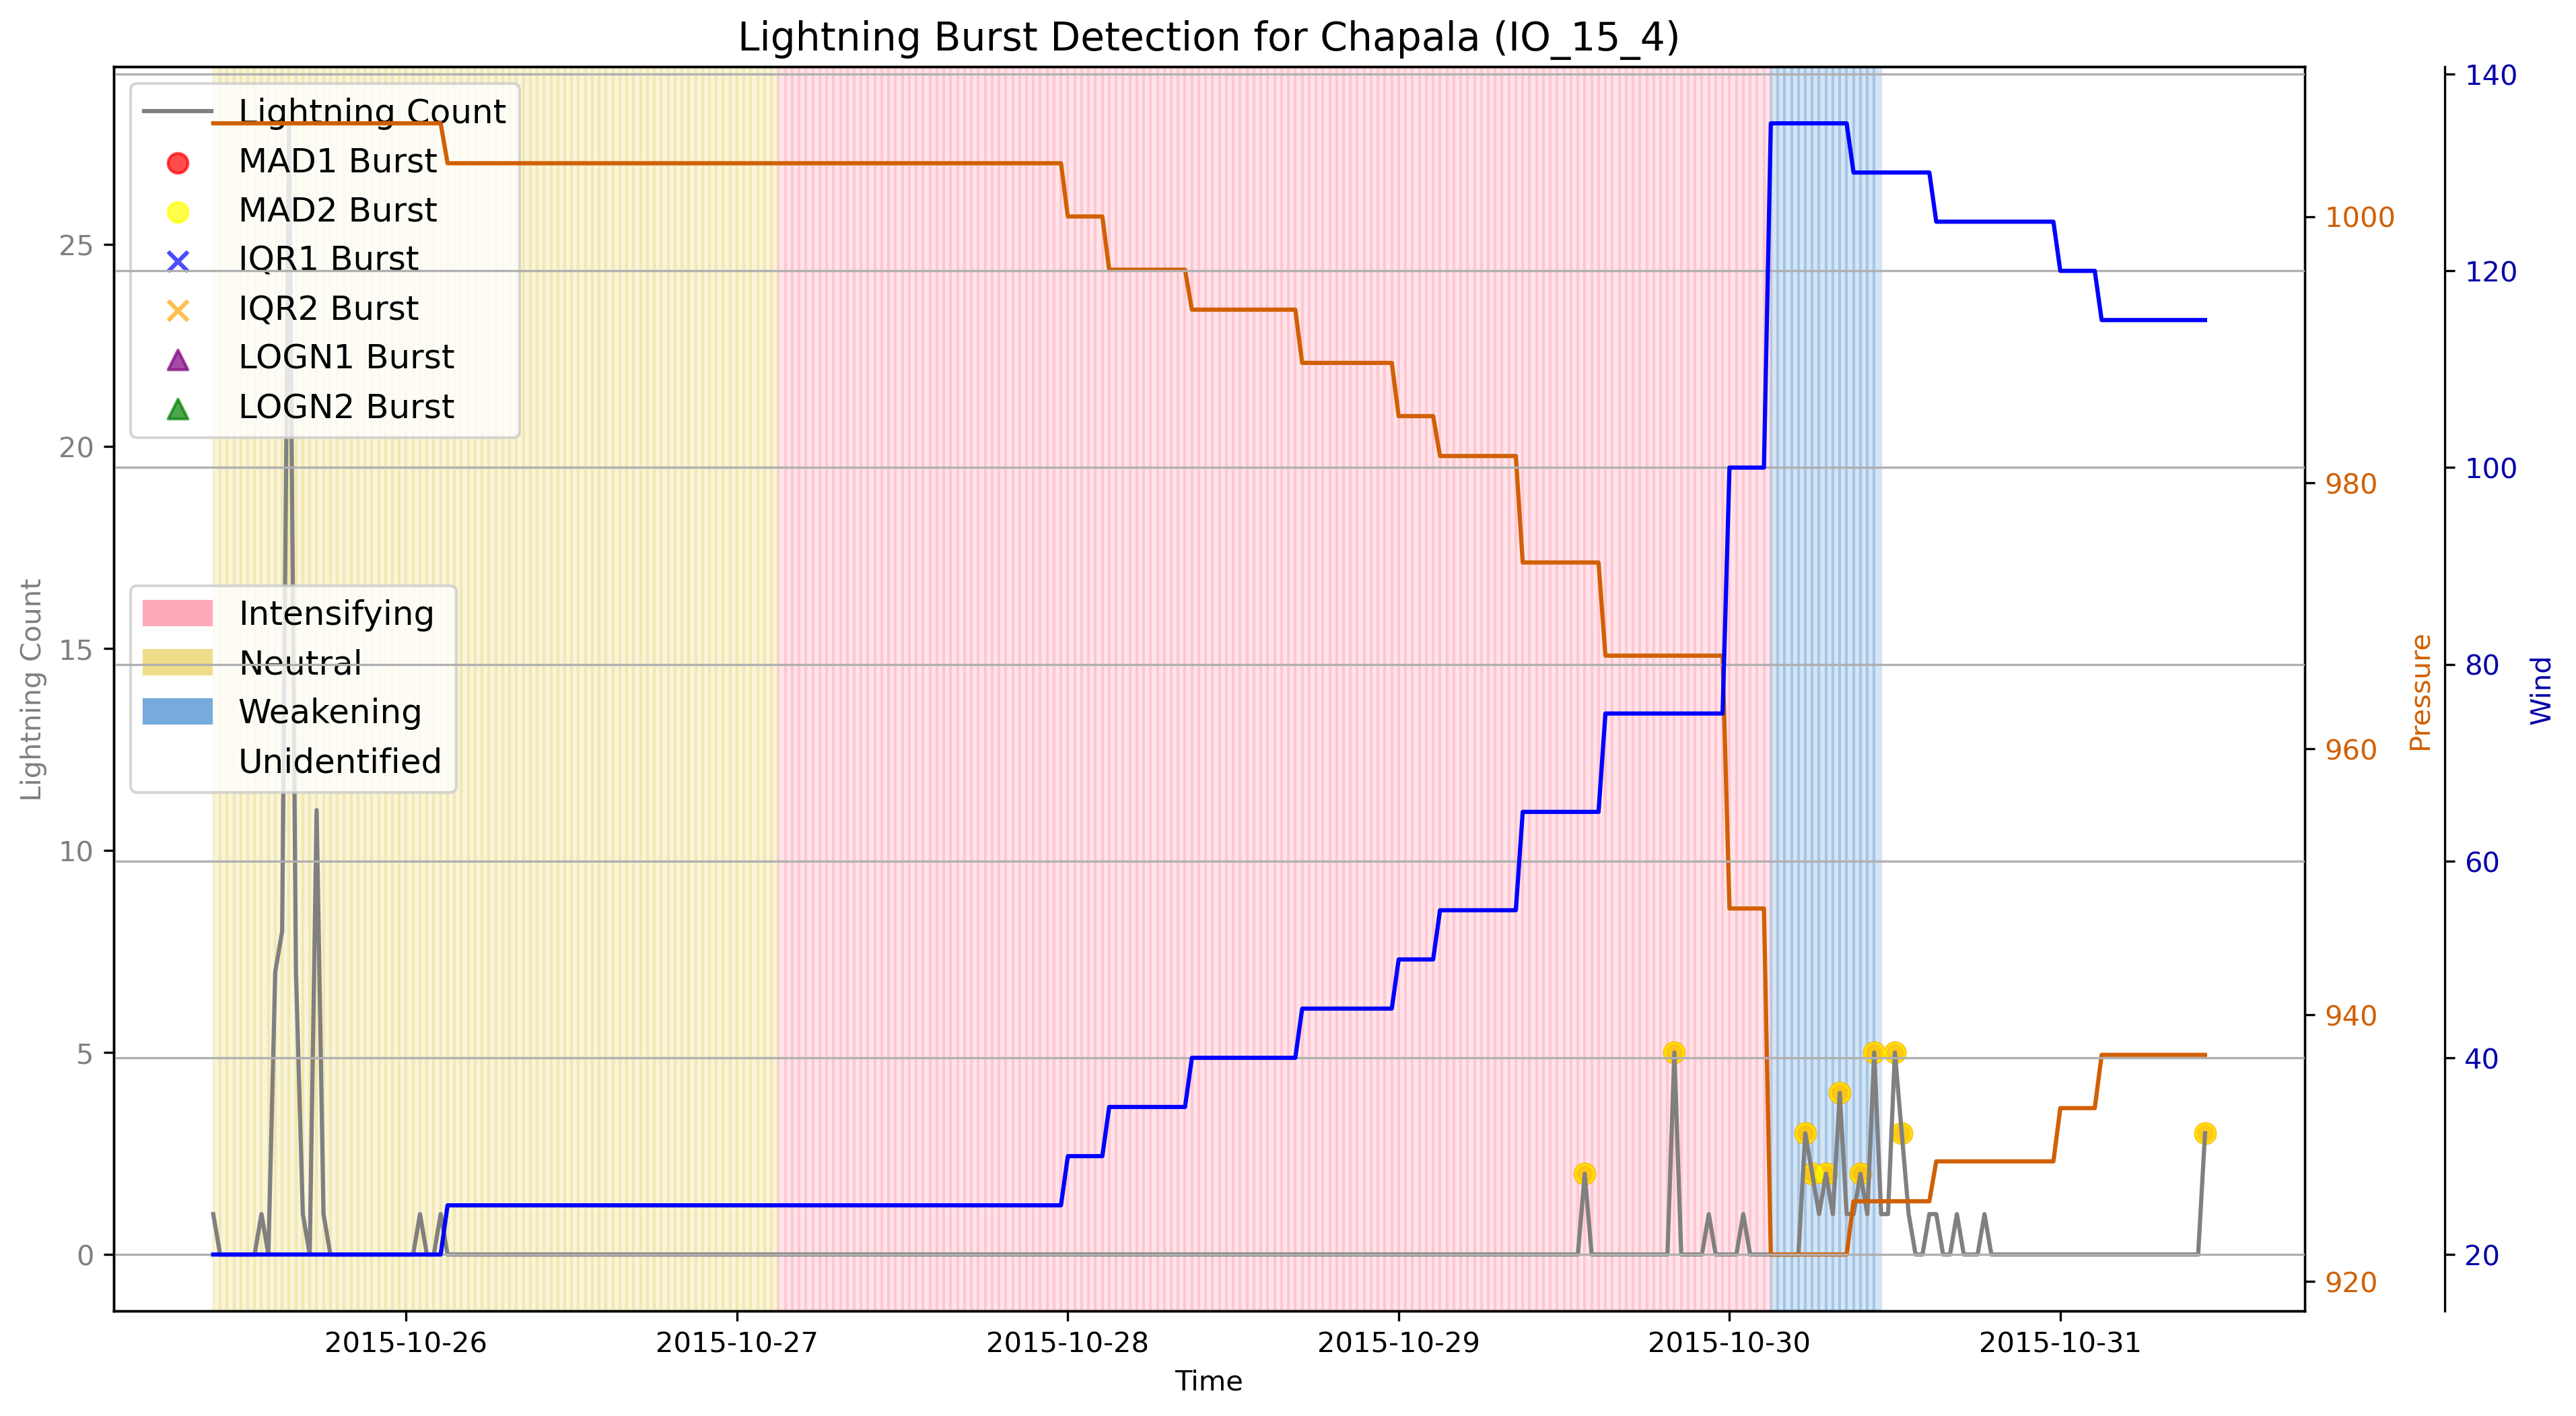 Lightning Burst Detection for Chapala (IO_15_4)
Lightning Count
MAD1 Burst
MAD2 Burst
IQR1 Burst
IQR2 Burst
LOGN1 Burst
LOGN2 Burst
Intensifying
Neutral
Weakening
Unidentified
Lightning Count
25
20
15
10
5
0
1000
980
960
940
920
Pressure
140
120
100
80
60
40
20
Wind
2015-10-26 2015-10-27 2015-10-28 2015-10-29 2015-10-30 2015-10-31
Time